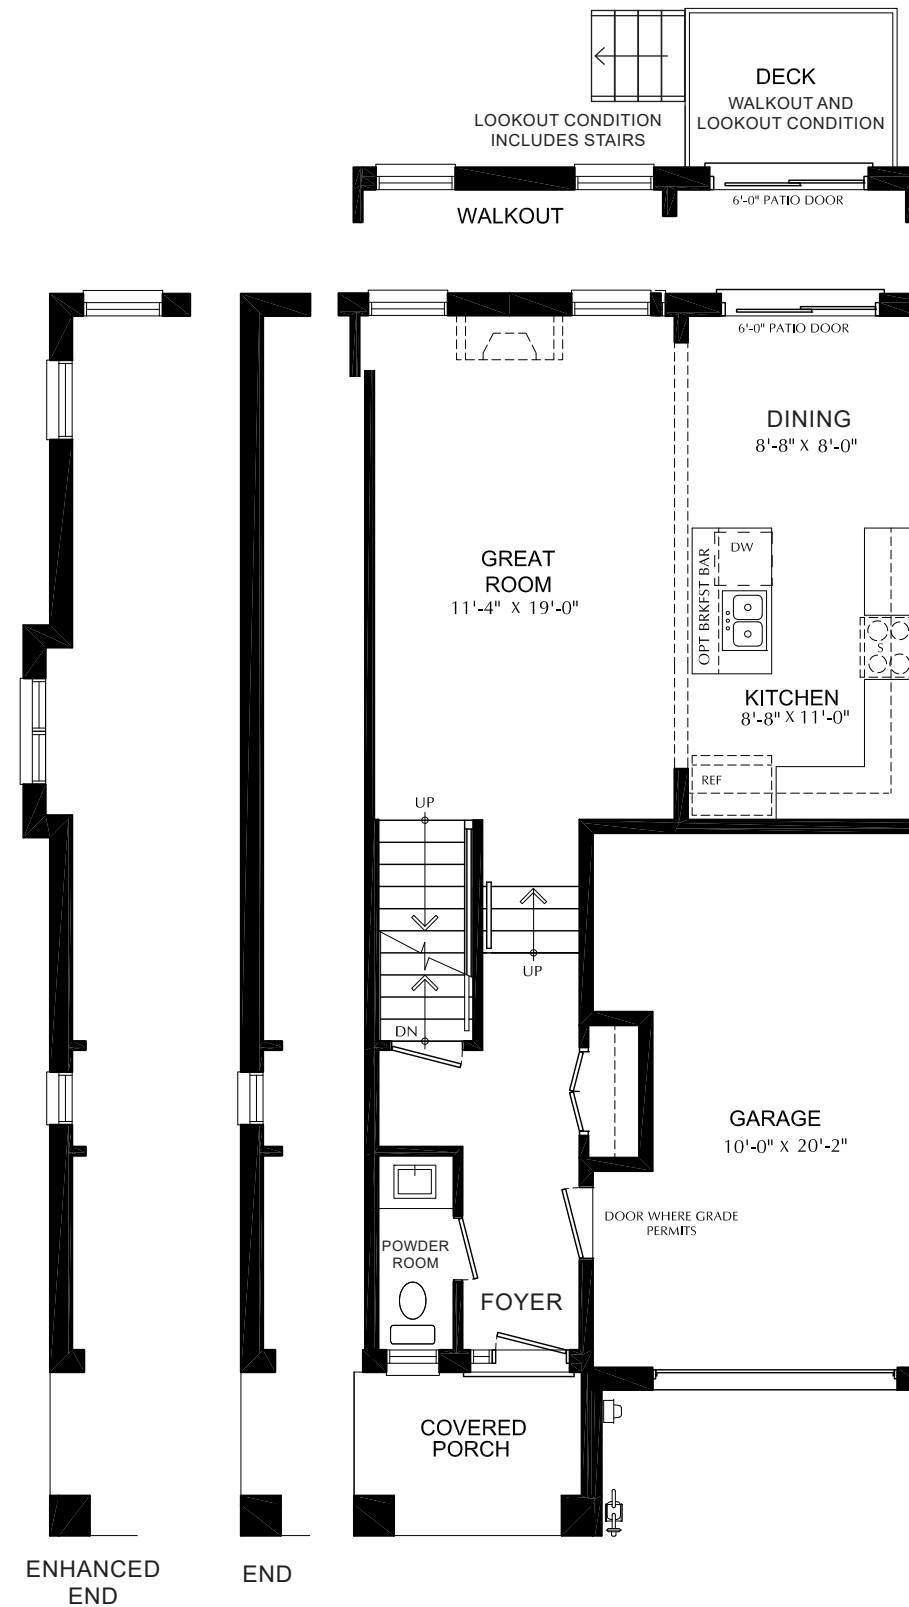 DECK
WALKOUT AND
LOOKOUT CONDITION
LOOKOUT CONDITION
INCLUDES STAIRS
6'-0" PATIO DOOR
WALKOUT
6'-0" PATIO DOOR
DINING
8'-8" X 8'-0"
GREAT
ROOM
11'-4" X 19'-0"
DW
OPT BRKFST BAR
S
KITCHEN
8'-8" X 11'-0"
REF
UP
UP
DN
GARAGE
10'-0" X 20'-2"
DOOR WHERE GRADE
PERMITS
POWDER
ROOM
FOYER
COVERED
PORCH
ENHANCED
END
END